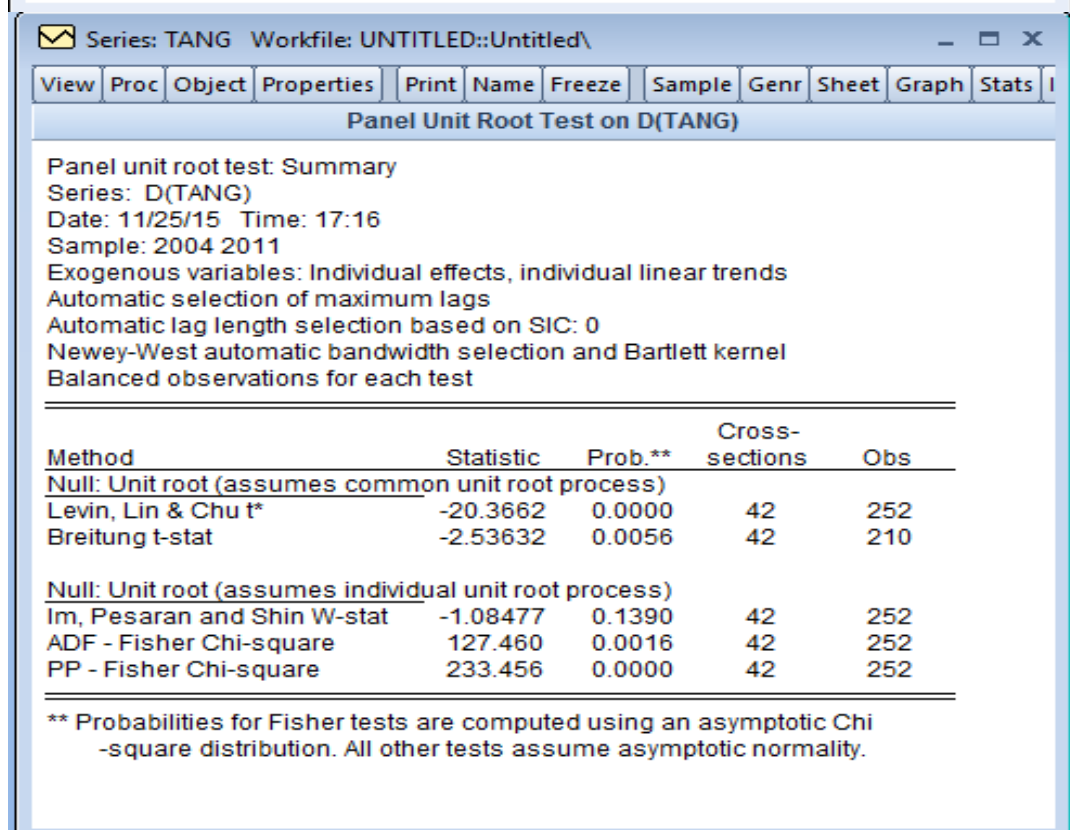 Series: TANG Workfile: UNTITLED::Untitled\
View Proc Object Properties Print Name Freeze Sample Genr Sheet Graph Stats
Panel Unit Root Test on D(TANG)
Panel unit root test: Summary
Series: D(TANG)
Date: 11/25/15 Time: 17:16
Sample: 2004 2011
Exogenous variables: Individual effects, individual linear trends
Automatic selection of maximum lags
Automatic lag length selection based on SIC: 0
Newey-West automatic bandwidth selection and Bartlett kernel
Balanced observations for each test
Cross-
Method Statistic Prob.** sections Obs
Null: Unit root (assumes common unit root process)
Levin, Lin & Chu t* -20.3662 0.0000 42 252
Breitung t-stat -2.53632 0.0056 42 210
Null: Unit root (assumes individual unit root process)
Im, Pesaran and Shin W-stat -1.08477 0.1390 42 252
ADF - Fisher Chi-square 127.460 0.0016 42 252
PP - Fisher Chi-square 233.456 0.0000 42 252
** Probabilities for Fisher tests are computed using an asymptotic Chi
-square distribution. All other tests assume asymptotic normality.